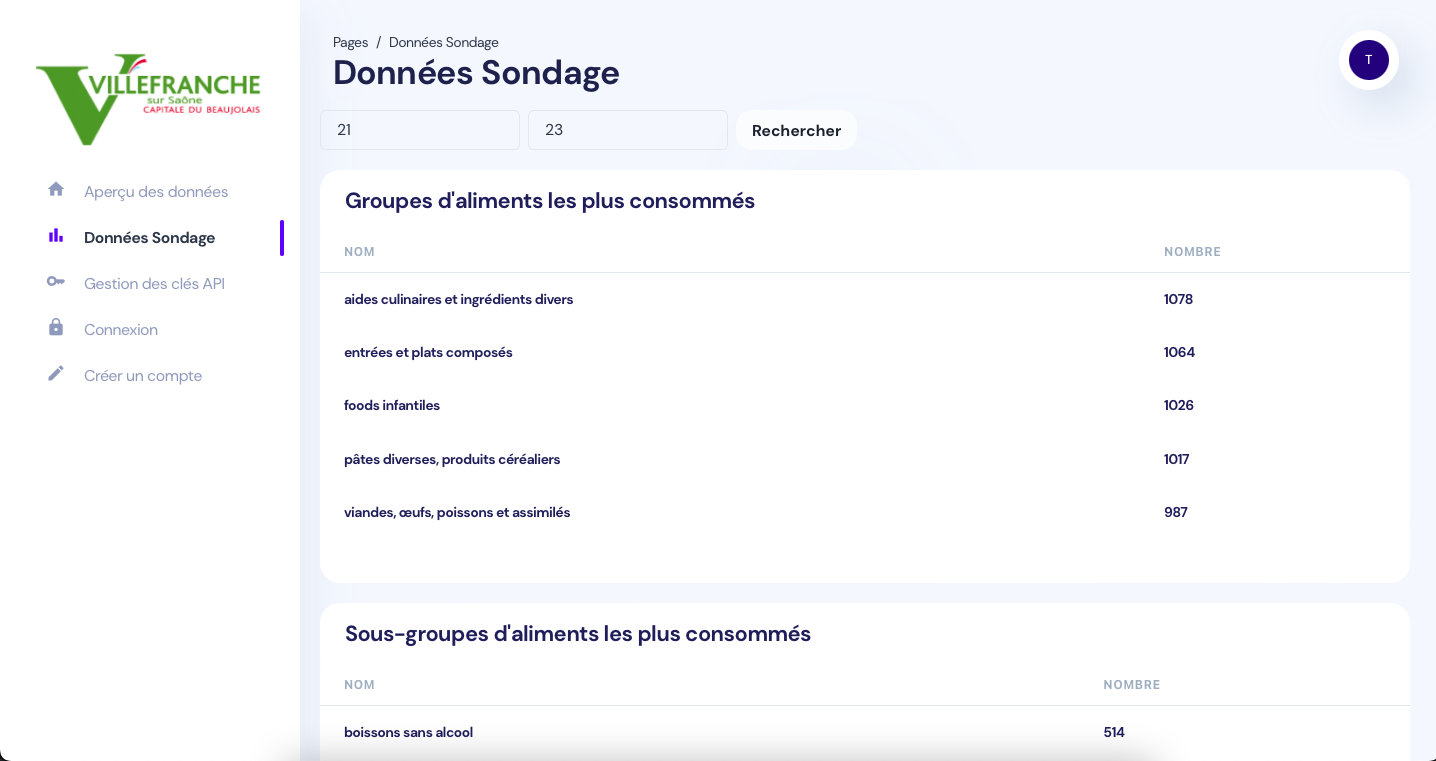 VILLEFRANCHE
sur Saône
CAPITALE DU BEAUJOLAIS
Aperçu des données
Données Sondage
Gestion des clés API
Connexion
Créer un compte
Pages / Données Sondage
Données Sondage
T
21 23 Rechercher
Groupes d'aliments les plus consommés
NOM NOMBRE
aides culinaires et ingrédients divers 1078
entrées et plats composés 1064
foods infantiles 1026
pâtes diverses, produits céréaliers 1017
viandes, œufs, poissons et assimilés 987
Sous-groupes d'aliments les plus consommés
NOM NOMBRE
boissons sans alcool 514